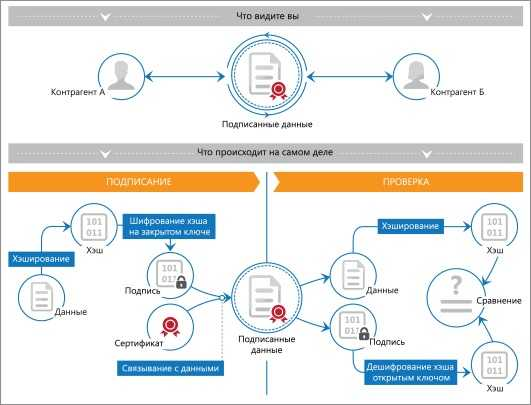 Что видите вы
Контрагент А
Контрагент Б
Подписанные данные
Что происходит на самом деле
ПОДПИСАНИЕ
ПРОВЕРКА
101
011
Хэш
Шифрование хэша
на закрытом ключе
Хэширование
Данные
101
011
Подпись
Сертификат
Связывание с данными
Подписанные
данные
Хэширование
101
011
Хэш
Данные
?
Сравнение
101
011
Подпись
Дешифрование хэша
открытым ключом
101
011
Хэш